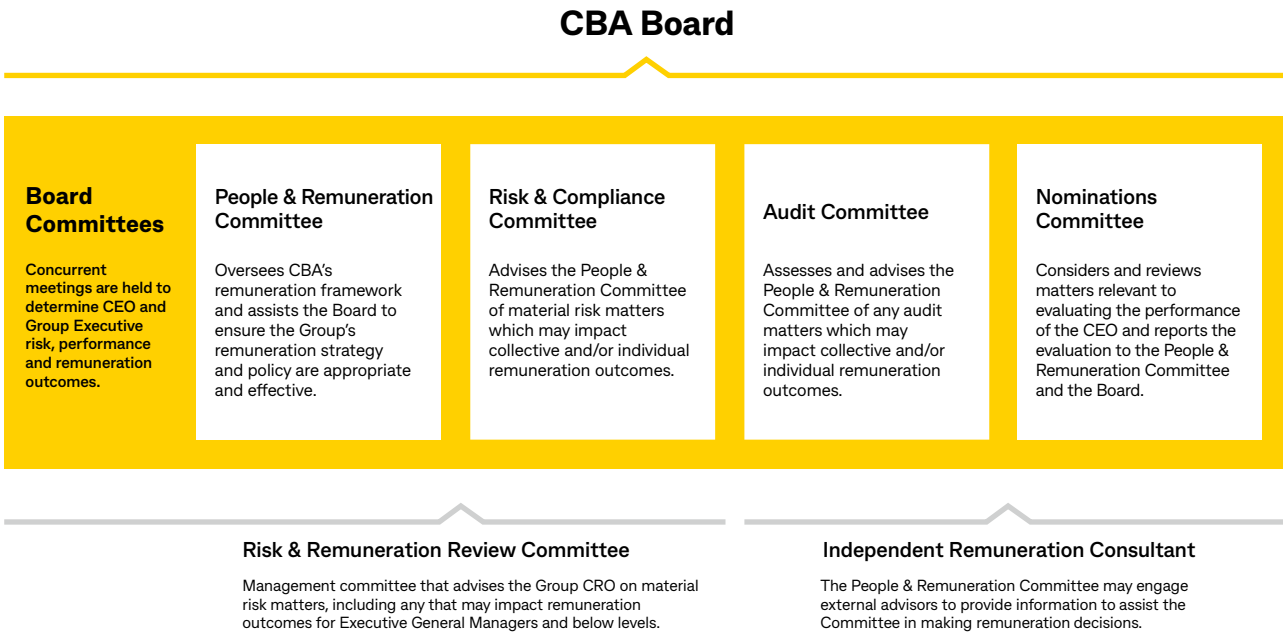 CBA Board
Board
Committees
Concurrent
meetings are held to
determine CEO and
Group Executive
risk, performance
and remuneration
outcomes.
People & Remuneration
Committee
Oversees CBA's
remuneration framework
and assists the Board to
ensure the Group's
remuneration strategy
and policy are appropriate
and effective.
Risk & Compliance
Committee
Advises the People &
Remuneration Committee
of material risk matters
which may impact
collective and/or individual
remuneration outcomes.
Audit Committee
Assesses and advises the
People & Remuneration
Committee of any audit
matters which may
impact collective and/or
individual remuneration
outcomes.
Nominations
Committee
Considers and reviews
matters relevant to
evaluating the performance
of the CEO and reports the
evaluation to the People &
Remuneration Committee
and the Board.
Risk & Remuneration Review Committee
Management committee that advises the Group CRO on material
risk matters, including any that may impact remuneration
outcomes for Executive General Managers and below levels.
Independent Remuneration Consultant
The People & Remuneration Committee may engage
external advisors to provide information to assist the
Committee in making remuneration decisions.